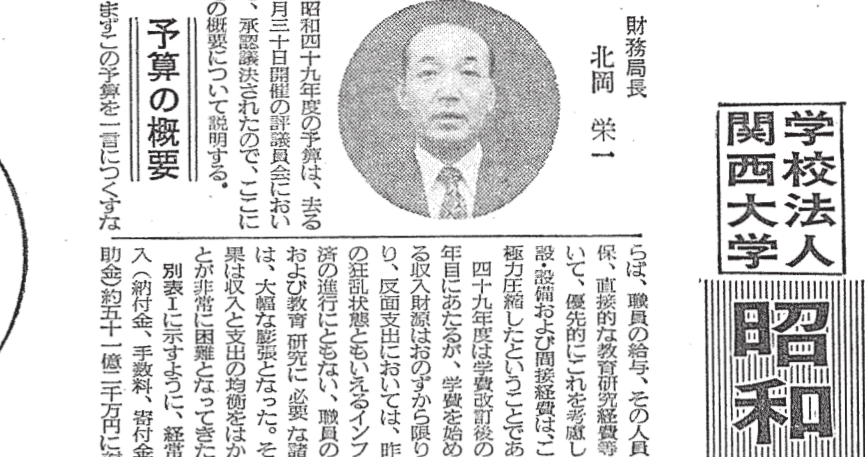 学校法人
関西大学
昭和
財務局長
北岡 栄一
昭和四十九年度の予算は、去る
月三十日開催の評議員会におい
、承認議決されたので、ここに
の概要について説明する。
予算の概要
まずこの予算を一言につくすな
らば、職員の給与、その人員
保、直接的な教育研究経費等
いて、優先的にこれを考慮し
設・設備および間接経費は、こ
極力圧縮したということであ
四十九年度は学費改訂後の
年目にあたるが、学費を始め
る収入財源はおのずから限り
り、反面支出においては、昨
の狂乱状態ともいえるインフ
済の進行にともない、職員の
および教育研究に必要な諸
は、大幅な膨張となった。そ
果は収入と支出の均衡をはか
とが非常に困難となってきた
別表Ⅰに示すように、経常
入(納付金、手数料、寄付金
助金)約五十一億二千万円に